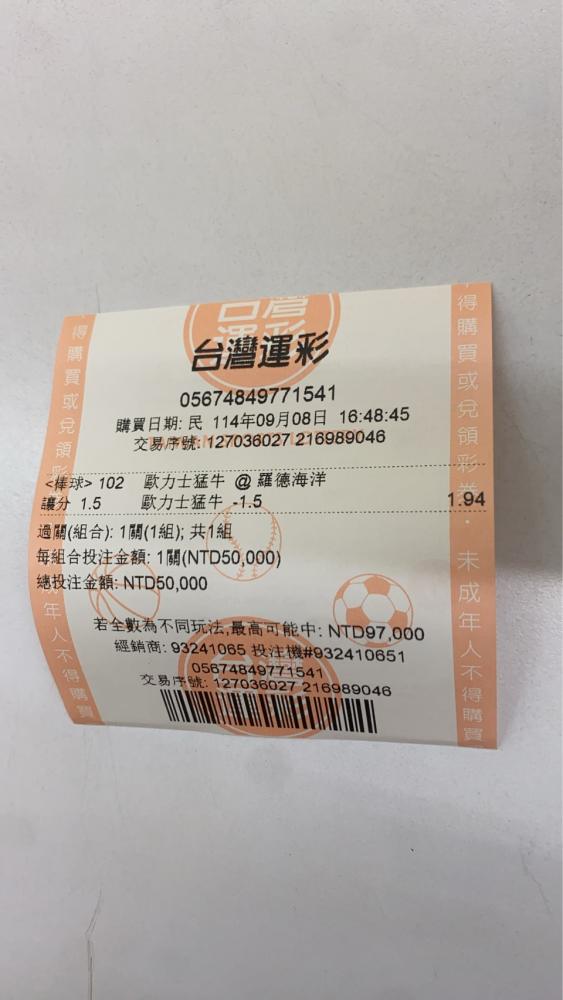 台灣運彩
台灣運彩
05674849771541
購買日期: 民 114年09月08日 16:48:45
交易序號: 127036027 216989046
<棒球> 102 歐力士猛牛 @ 羅德海洋
讓分 1.5 歐力士猛牛 -1.5 1.94
過關(組合): 1關(1組); 共1組
每組合投注金額: 1關(NTD50,000)
總投注金額: NTD50,000
若全數為不同玩法,最高可能中: NTD97,000
經銷商: 93241065 投注機#932410651
05674849771541
交易序號: 127036027 216989046
得購買或兌領彩
年人不得購買
得購買或兌領彩券・未成年人不得購買